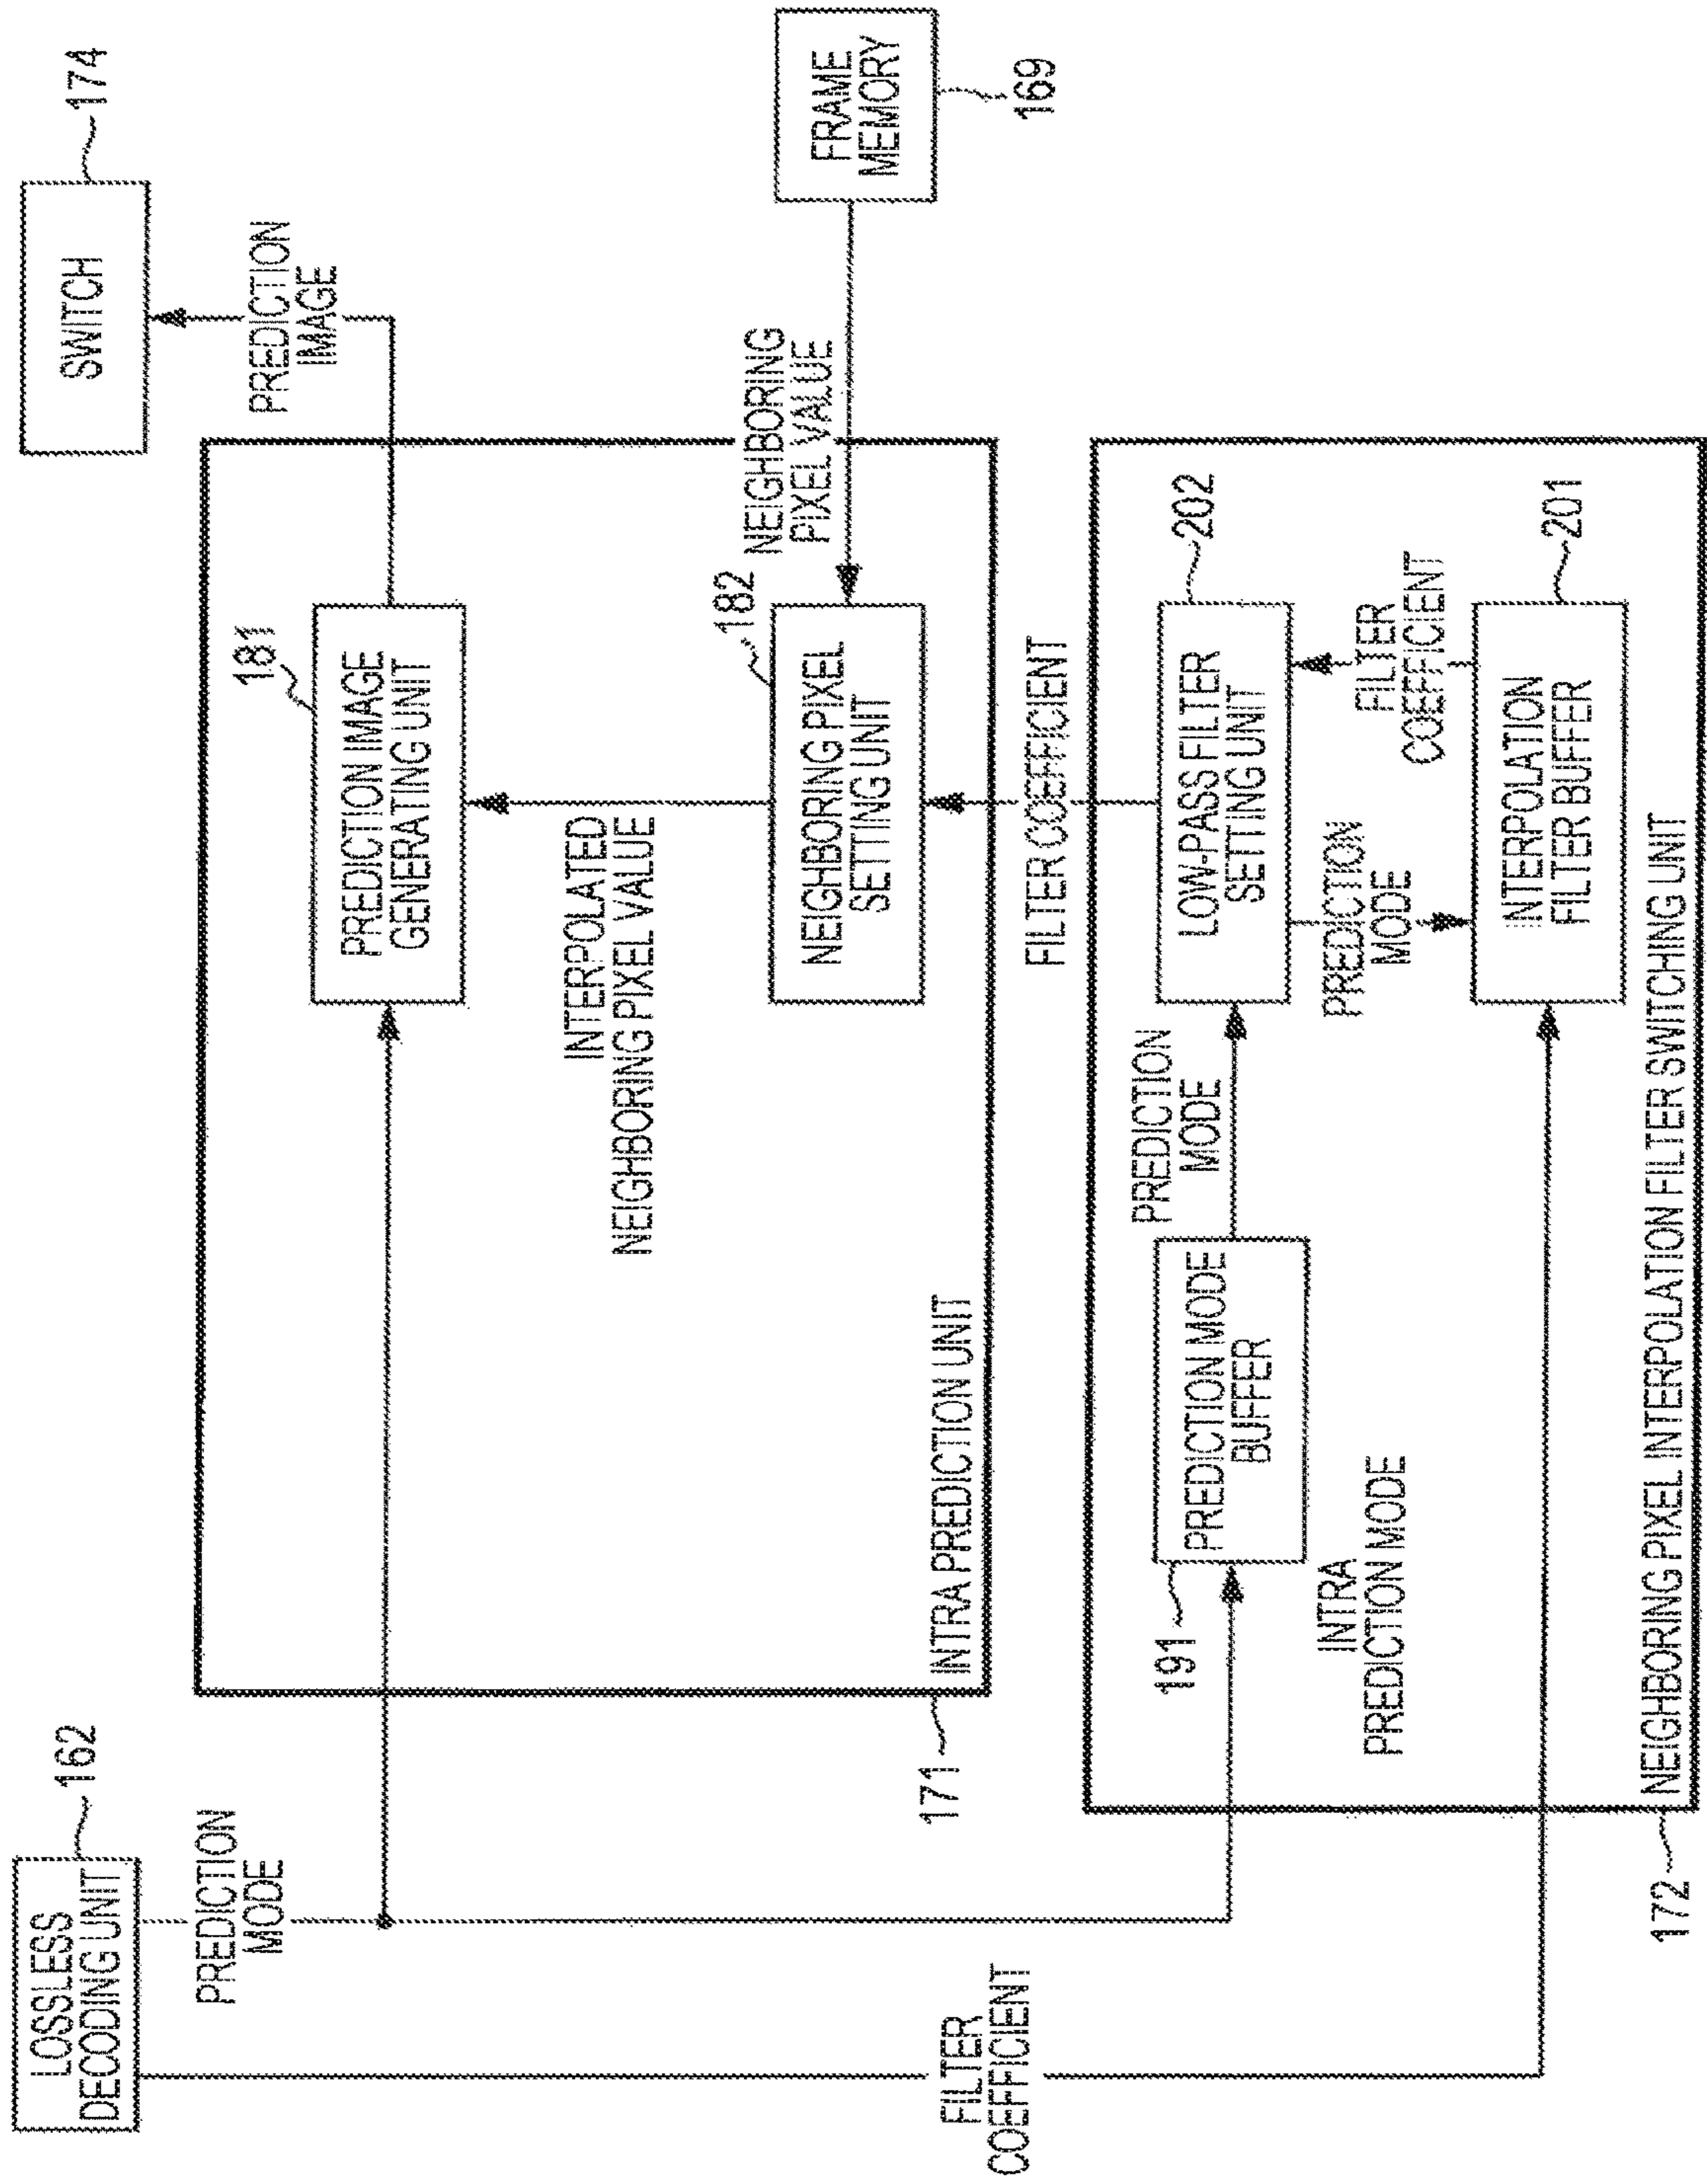 LOSSLESS
DECODING UNIT
162
PREDICTION
MODE
FILTER
COEFFICIENT
SWITCH
174
PREDICTION
IMAGE
181
PREDICTION IMAGE
GENERATING UNIT
INTERPOLATED
NEIGHBORING PIXEL VALUE
NEIGHBORING
PIXEL VALUE
FRAME
MEMORY
169
182
NEIGHBORING PIXEL
SETTING UNIT
INTRA PREDICTION UNIT
171
FILTER COEFFICIENT
191
PREDICTION MODE
BUFFER
INTRA
PREDICTION MODE
PREDICTION
MODE
202
LOW-PASS FILTER
SETTING UNIT
PREDICTION
MODE
FILTER
COEFFICIENT
201
INTERPOLATION
FILTER BUFFER
NEIGHBORING PIXEL INTERPOLATION FILTER SWITCHING UNIT
172